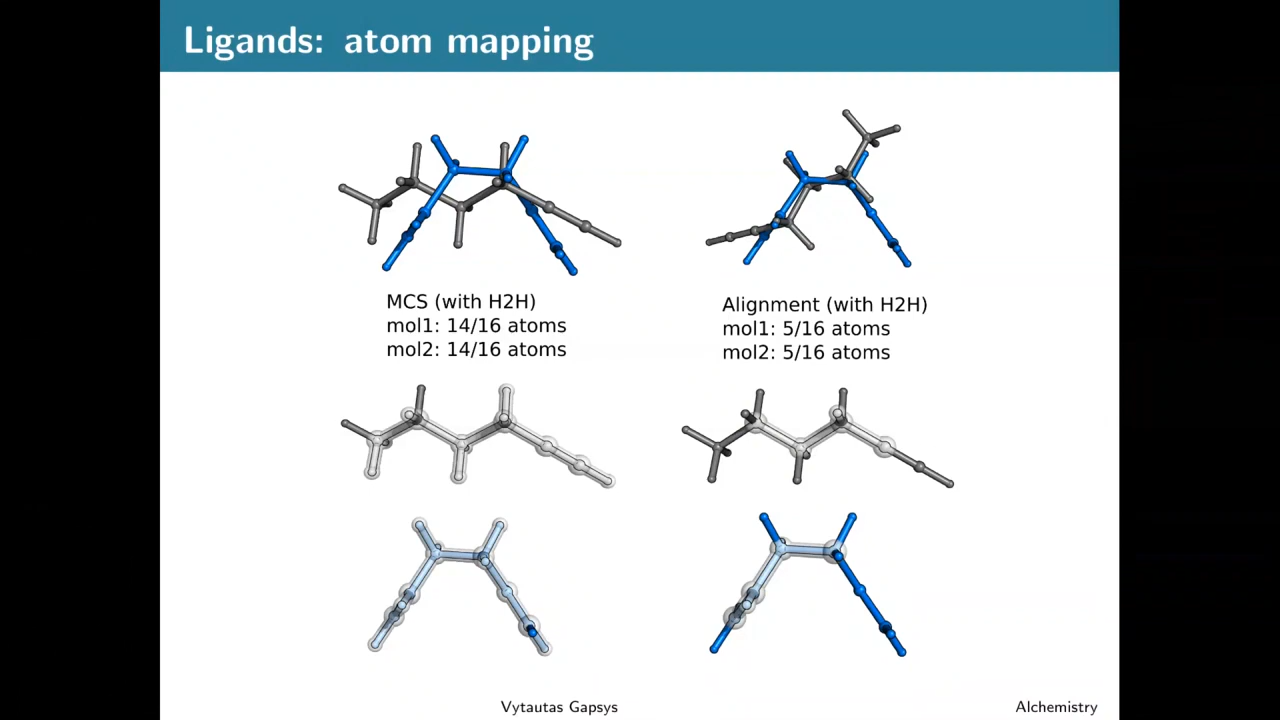 Ligands: atom mapping
MCS (with H2H)
mol1: 14/16 atoms
mol2: 14/16 atoms
Alignment (with H2H)
mol1: 5/16 atoms
mol2: 5/16 atoms
Vytautas Gapsys
Alchemistry